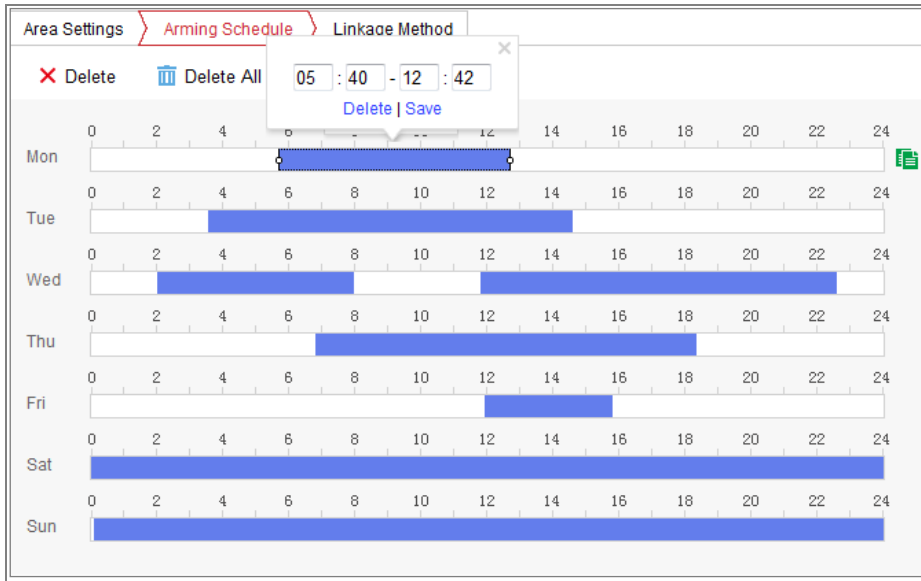 Area Settings Arming Schedule Linkage Method
Delete Delete All
05 : 40 - 12 : 42
Delete | Save
0 2 4 6 12 14 16 18 20 22 24
Mon
0 2 4 6 8 10 12 14 16 18 20 22 24
Tue
0 2 4 6 8 10 12 14 16 18 20 22 24
Wed
0 2 4 6 8 10 12 14 16 18 20 22 24
Thu
0 2 4 6 8 10 12 14 16 18 20 22 24
Fri
0 2 4 6 8 10 12 14 16 18 20 22 24
Sat
0 2 4 6 8 10 12 14 16 18 20 22 24
Sun